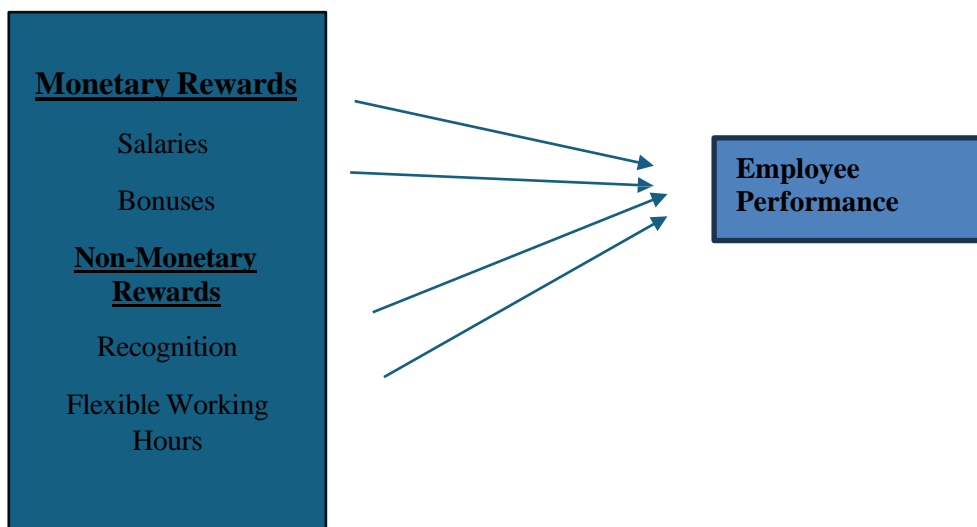 Monetary Rewards
Salaries
Bonuses
Non-Monetary
Rewards
Recognition
Flexible Working
Hours
Employee
Performance